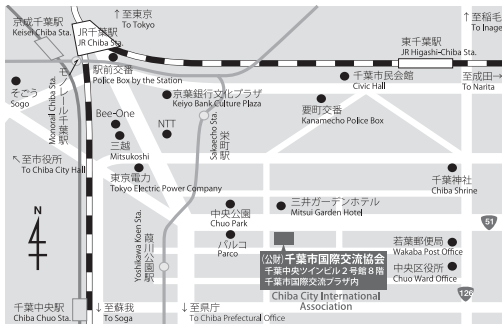 京成千葉駅
Keisei Chiba Sta.
JR千葉駅
JR Chiba Sta.
↑至東京
To Tokyo
↑至稲毛
To Inage
東千葉駅
JR Higashi-Chiba Sta.
モノレール千葉駅
Monorail Chiba Sta.
そごう
Sogo
駅前交番
Police Box by the Station
千葉市民会館
Civic Hall
至成田→
To Narita
京葉銀行文化プラザ
Keiyo Bank Culture Plaza
要町交番
Kanamecho Police Box
Bee-One
NTT
栄町駅
Sakaecho Sta.
三越
Mitsukoshi
↖至市役所
To Chiba City Hall
東京電力
Tokyo Electric Power Company
千葉神社
Chiba Shrine
中央公園
Chuo Park
三井ガーデンホテル
Mitsui Garden Hotel
51
N
パルコ
Parco
葭川公園駅
Yoshikawa Koen Sta.
(公財)千葉市国際交流協会
千葉中央ツインビル2号館8階
千葉市国際交流プラザ内
Chiba City International
Association
若葉郵便局
Wakaba Post Office
中央区役所
Chuo Ward Office
126
千葉中央駅
Chiba Chuo Sta.
↓至蘇我
To Soga
↓至県庁
To Chiba Prefectural Office